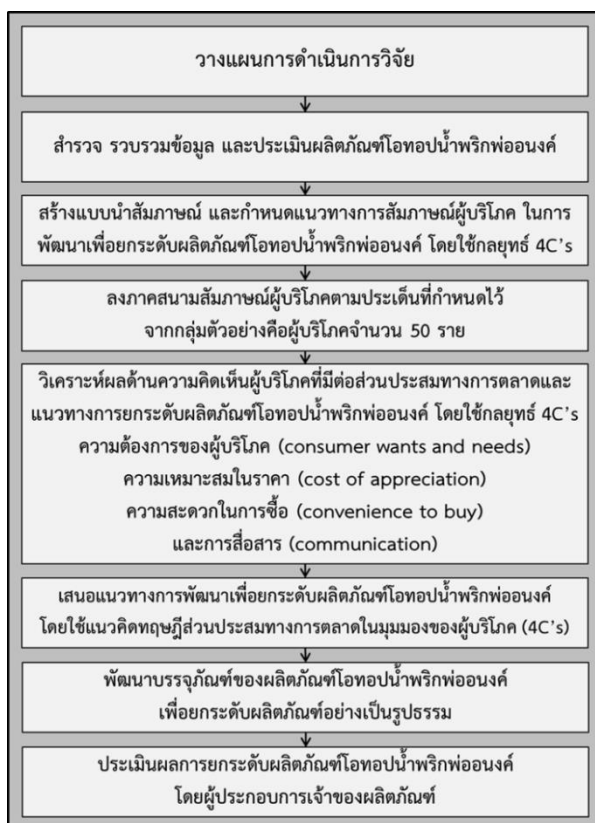 วางแผนการดำเนินการวิจัย
สำรวจ รวบรวมข้อมูล และประเมินผลิตภัณฑ์โอทอปน้ำพริกพ่ออนงค์
สร้างแบบนำสัมภาษณ์ และกำหนดแนวทางการสัมภาษณ์ผู้บริโภค ในการ
พัฒนาเพื่อยกระดับผลิตภัณฑ์โอทอปน้ำพริกพ่ออนงค์ โดยใช้กลยุทธ์ 4C's
ลงภาคสนามสัมภาษณ์ผู้บริโภคตามประเด็นที่กำหนดไว้
จากกลุ่มตัวอย่างคือผู้บริโภคจำนวน 50 ราย
วิเคราะห์ผลด้านความคิดเห็นผู้บริโภคที่มีต่อส่วนประสมทางการตลาดและ
แนวทางการยกระดับผลิตภัณฑ์โอทอปน้ำพริกพ่ออนงค์ โดยใช้กลยุทธ์ 4C's
ความต้องการของผู้บริโภค (consumer wants and needs)
ความเหมาะสมในราคา (cost of appreciation)
ความสะดวกในการซื้อ (convenience to buy)
และการสื่อสาร (communication)
เสนอแนวทางการพัฒนาเพื่อยกระดับผลิตภัณฑ์โอทอปน้ำพริกพ่ออนงค์
โดยใช้แนวคิดทฤษฎีส่วนประสมทางการตลาดในมุมมองของผู้บริโภค (4C's)
พัฒนาบรรจุภัณฑ์ของผลิตภัณฑ์โอทอปน้ำพริกพ่ออนงค์
เพื่อยกระดับผลิตภัณฑ์อย่างเป็นรูปธรรม
ประเมินผลการยกระดับผลิตภัณฑ์โอทอปน้ำพริกพ่ออนงค์
โดยผู้ประกอบการเจ้าของผลิตภัณฑ์